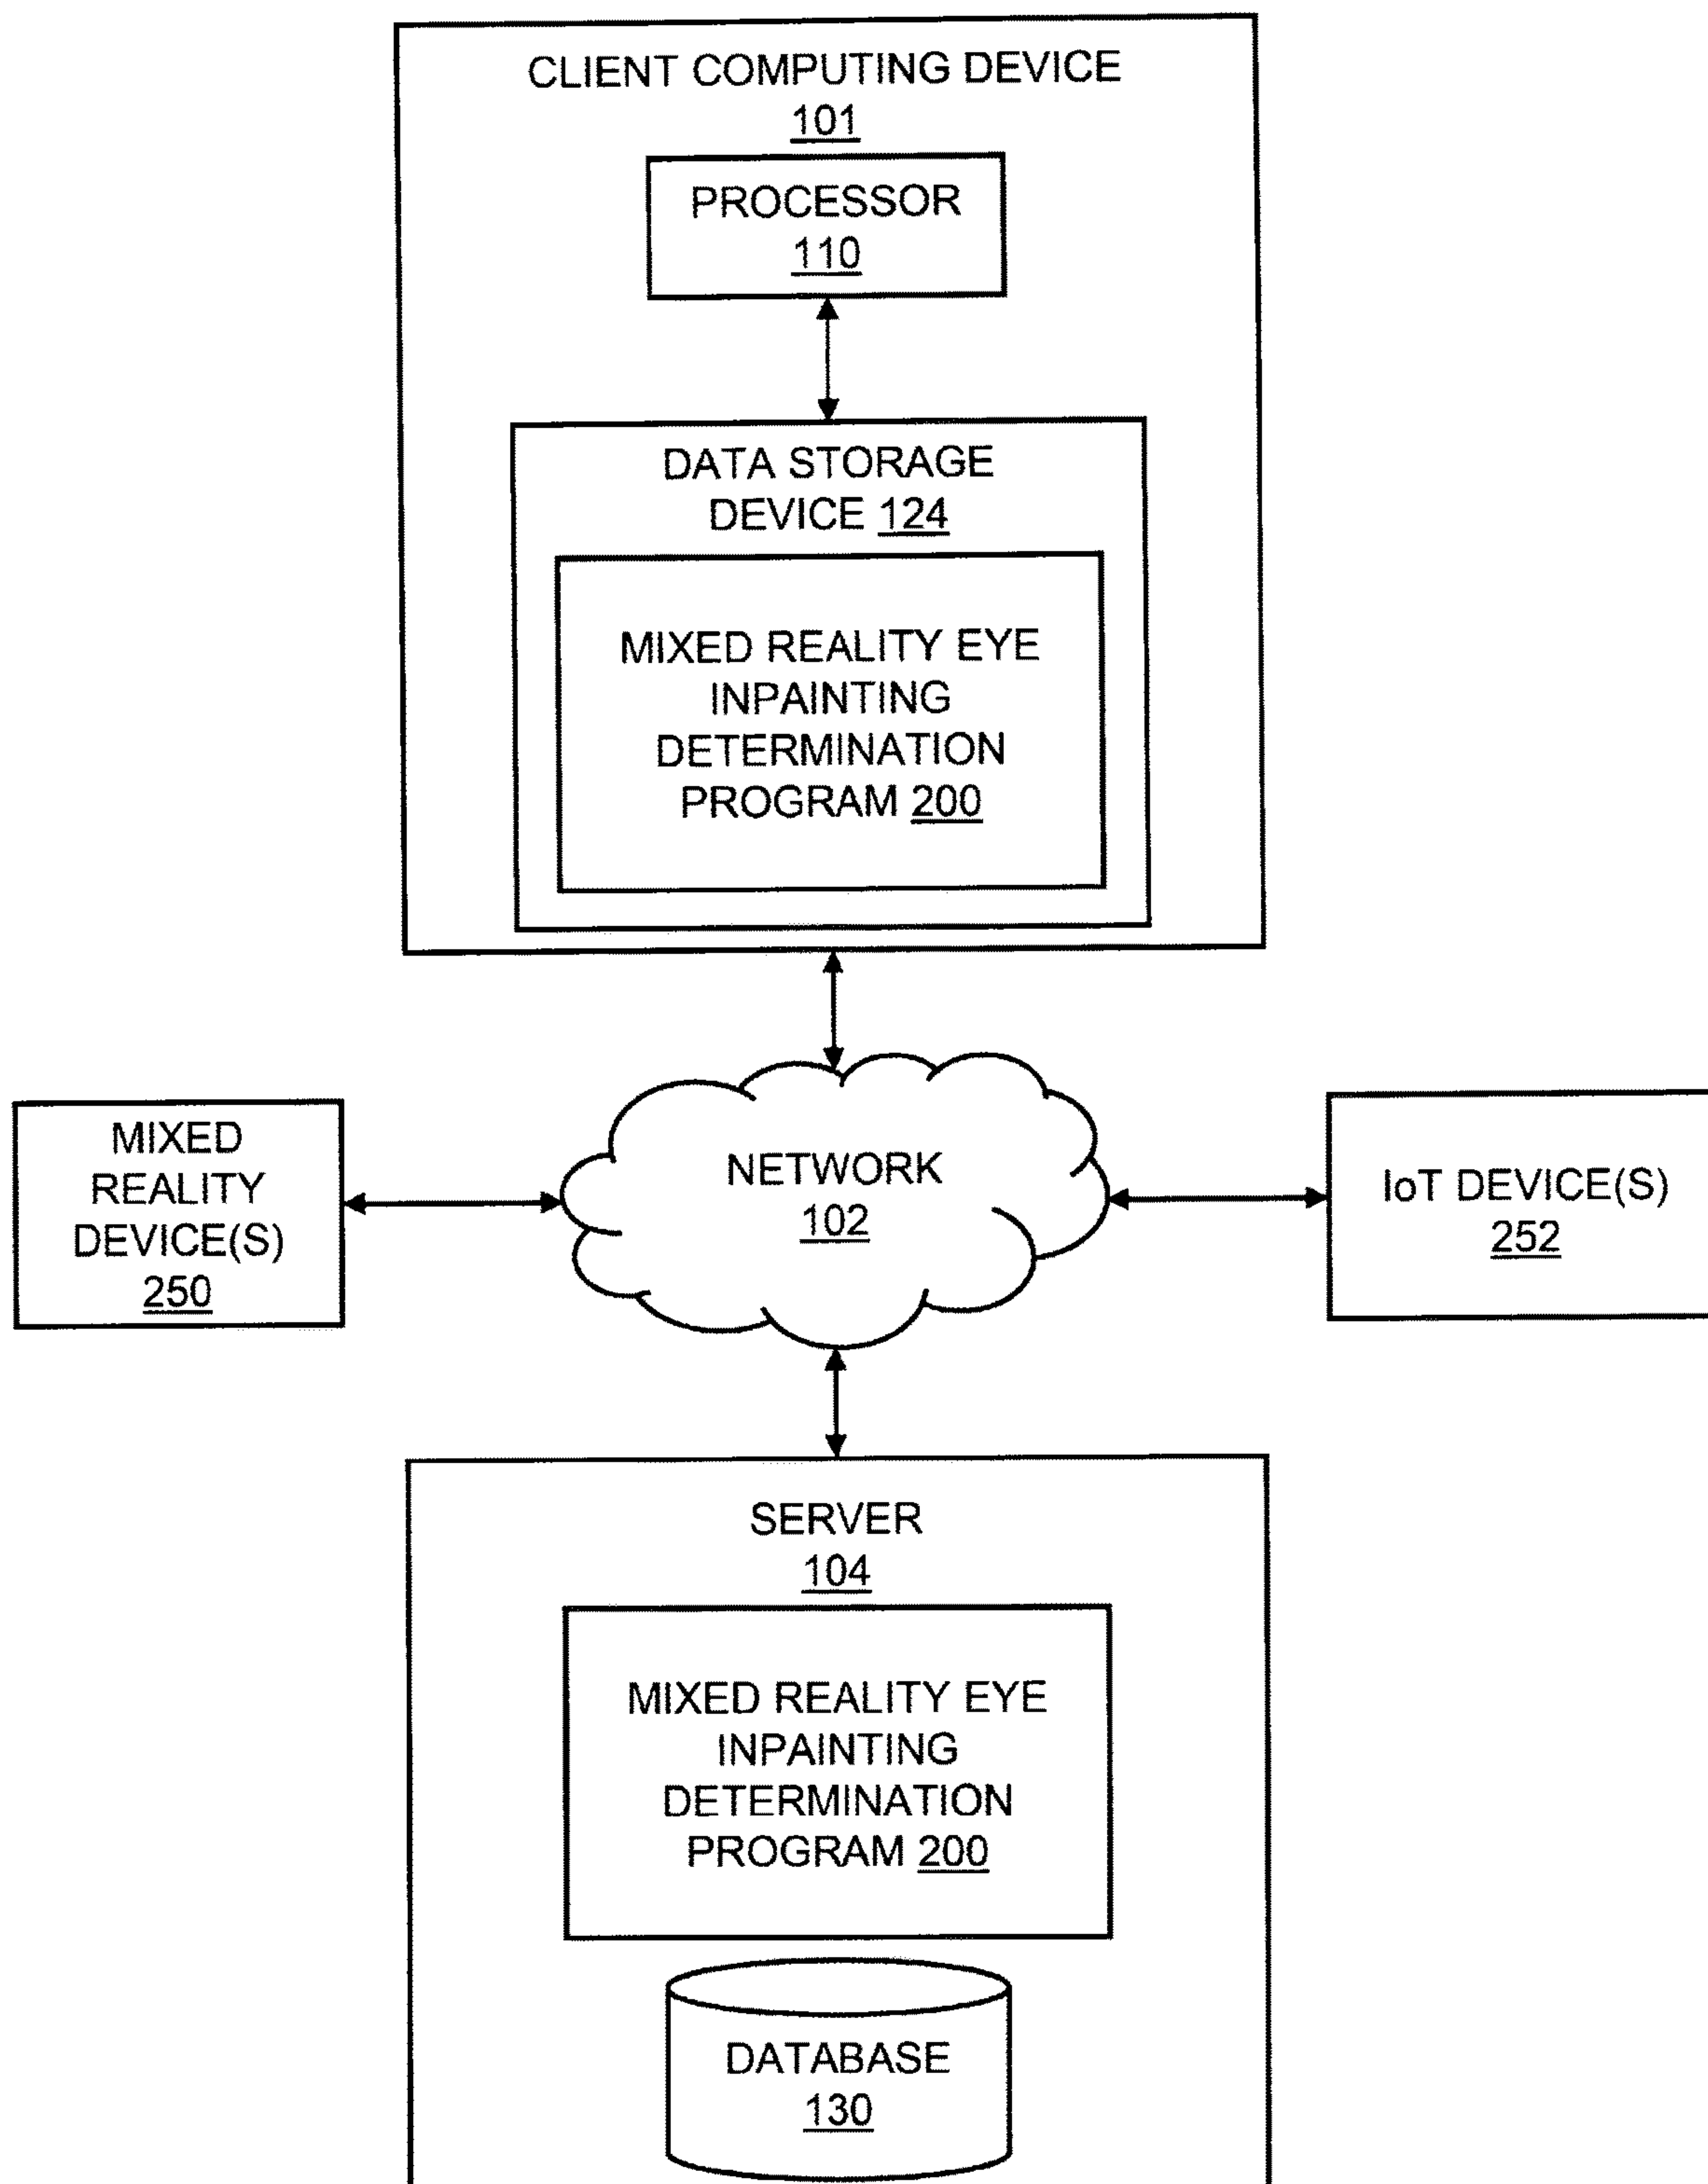 CLIENT COMPUTING DEVICE
101
PROCESSOR
110
DATA STORAGE
DEVICE 124
MIXED REALITY EYE
INPAINTING
DETERMINATION
PROGRAM 200
MIXED
REALITY
DEVICE(S)
250
NETWORK
102
IoT DEVICE(S)
252
SERVER
104
MIXED REALITY EYE
INPAINTING
DETERMINATION
PROGRAM 200
DATABASE
130